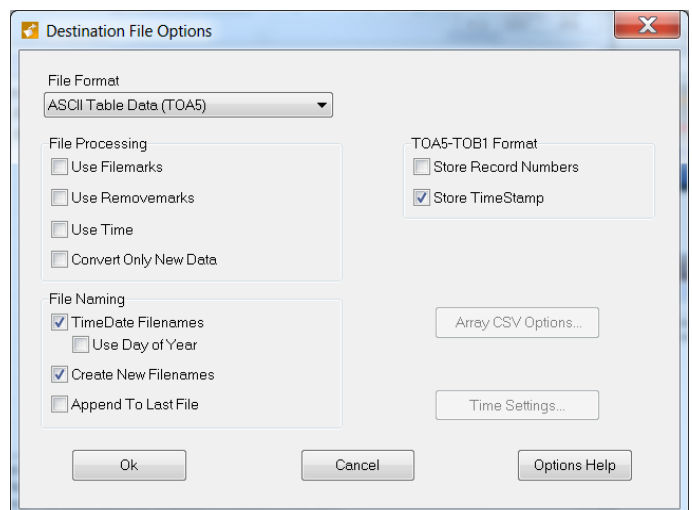 Destination File Options
File Format
ASCII Table Data (TOA5)
File Processing
Use Filemarks
Use Removemarks
Use Time
Convert Only New Data
TOA5-TOB1 Format
Store Record Numbers
Store TimeStamp
File Naming
TimeDate Filenames
Use Day of Year
Create New Filenames
Append To Last File
Array CSV Options...
Time Settings...
Ok
Cancel
Options Help